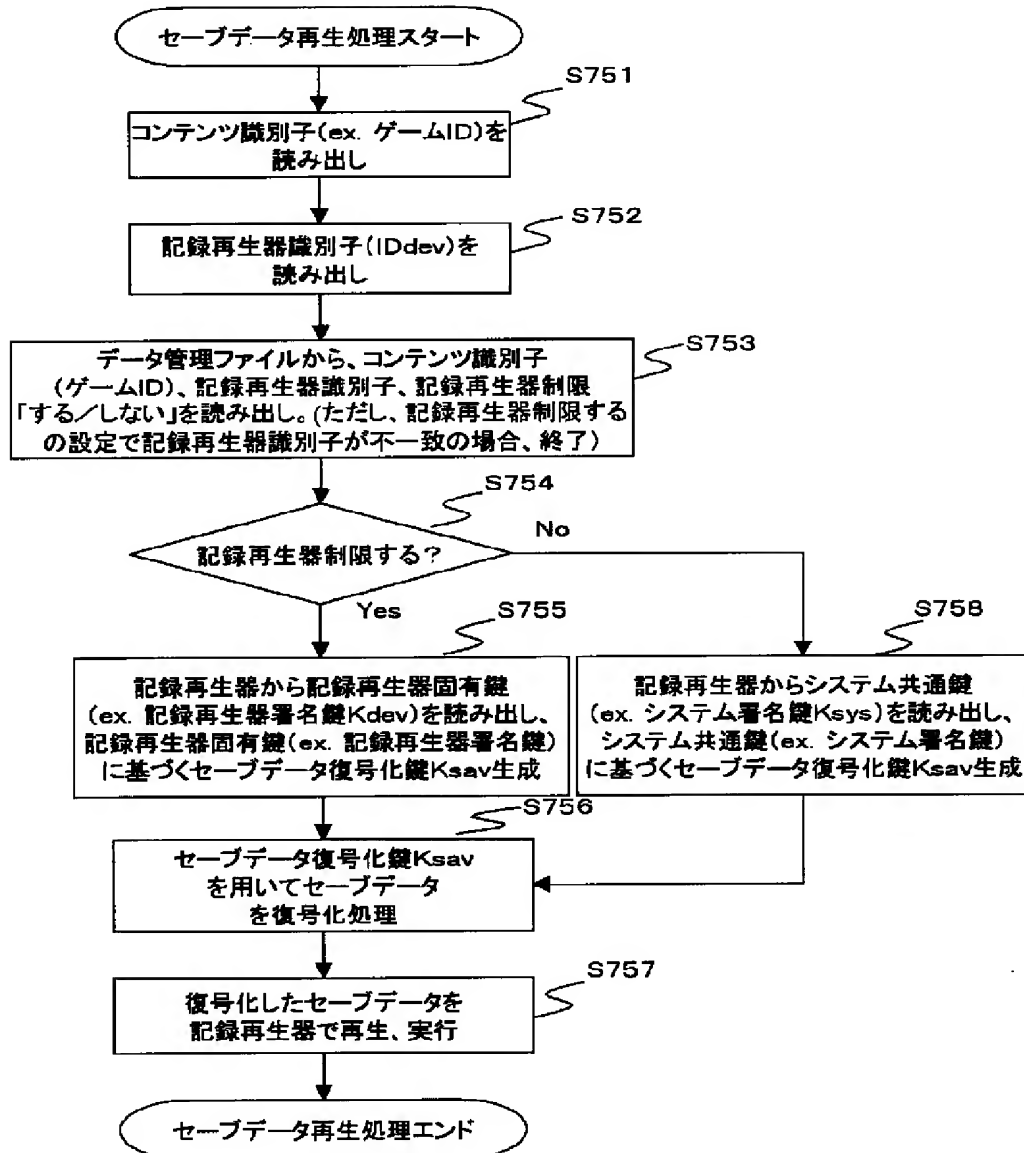 セーブデータ再生処理スタート
S751
コンテンツ識別子(ex. ゲームID)を
読み出し
S752
記録再生器識別子(IDdev)を
読み出し
S753
データ管理ファイルから、コンテンツ識別子
(ゲームID)、記録再生器識別子、記録再生器制限
「する/しない」を読み出し。(ただし、記録再生器制限する
の設定で記録再生器識別子が不一致の場合、終了)
S754
記録再生器制限する?
No
Yes
S755
記録再生器から記録再生器固有鍵
(ex. 記録再生器署名鍵Kdev)を読み出し、
記録再生器固有鍵(ex. 記録再生器署名鍵)
に基づくセーブデータ復号化鍵Ksav生成
S758
記録再生器からシステム共通鍵
(ex. システム署名鍵Ksys)を読み出し、
システム共通鍵(ex. システム署名鍵)
に基づくセーブデータ復号化鍵Ksav生成
S756
セーブデータ復号化鍵Ksav
を用いてセーブデータ
を復号化処理
S757
復号化したセーブデータを
記録再生器で再生、実行
セーブデータ再生処理エンド